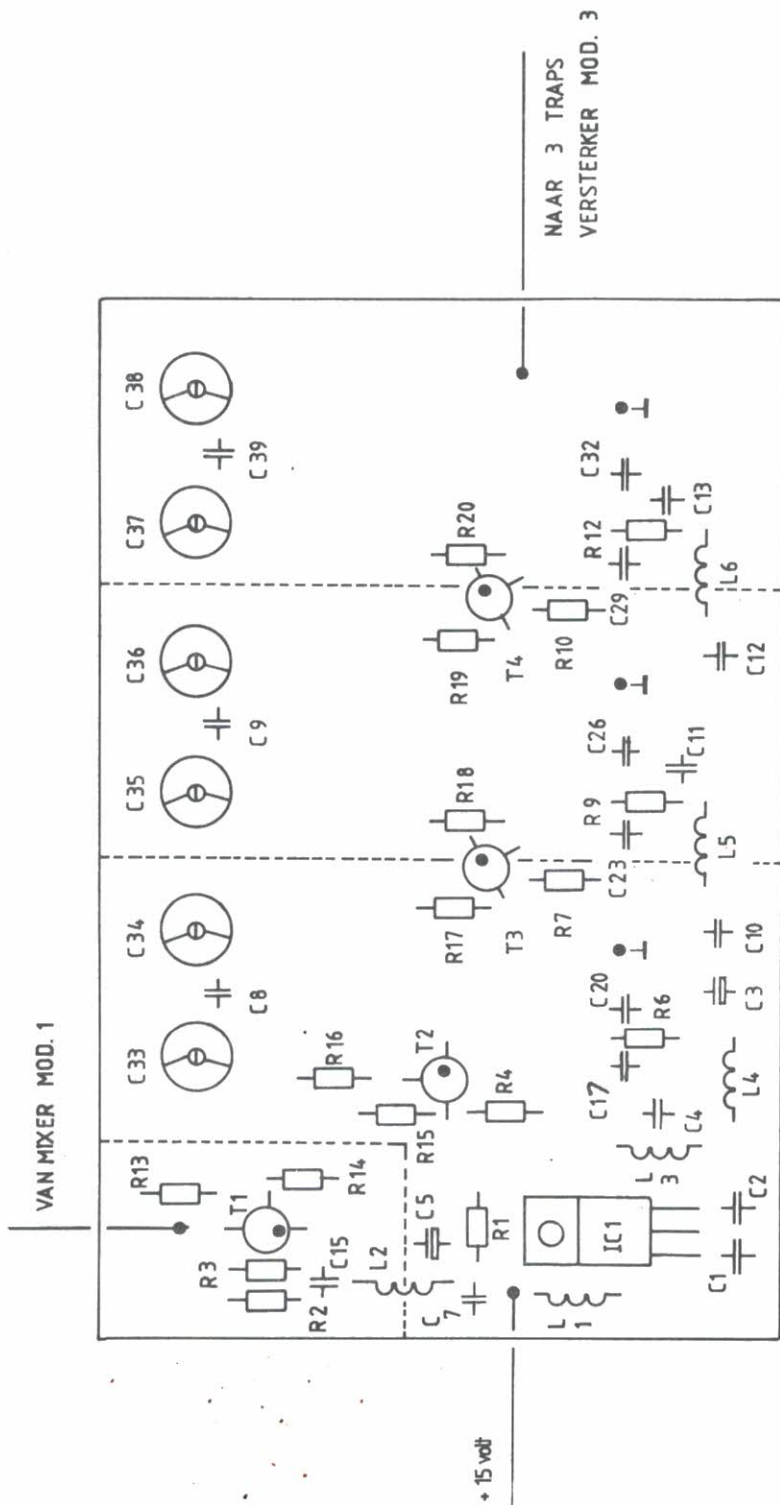 VAN MIXER MOD. 1
NAAR 3 TRAPS
VERSTERKER MOD. 3
+ 15 volt
C33
C34
C35
C36
C37
C38
C8
C9
C39
R13
T1
R14
R3
R2
C15
L2
R16
R15
T2
R4
C5
C7
R1
L1
IC1
L3
C1
C2
C4
C17
R6
C20
L4
C3
C10
R17
T3
R18
R7
C23
R9
C26
C11
L5
C12
R19
T4
R20
R10
C29
R12
C32
C13
L6